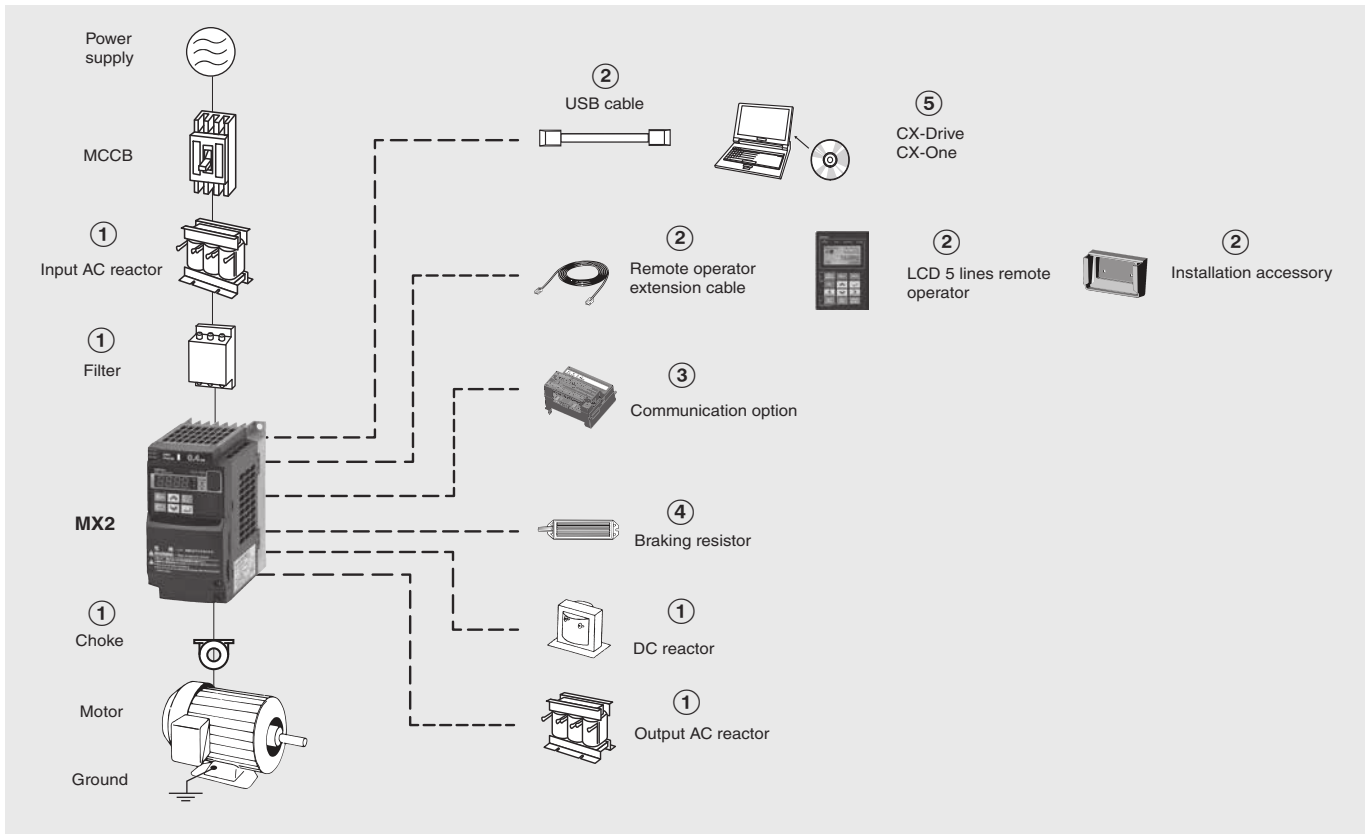 Power
supply
MCCB
①
Input AC reactor
①
Filter
MX2
①
Choke
Motor
Ground
②
USB cable
⑤
CX-Drive
CX-One
②
Remote operator
extension cable
②
LCD 5 lines remote
operator
②
Installation accessory
③
Communication option
④
Braking resistor
①
DC reactor
①
Output AC reactor